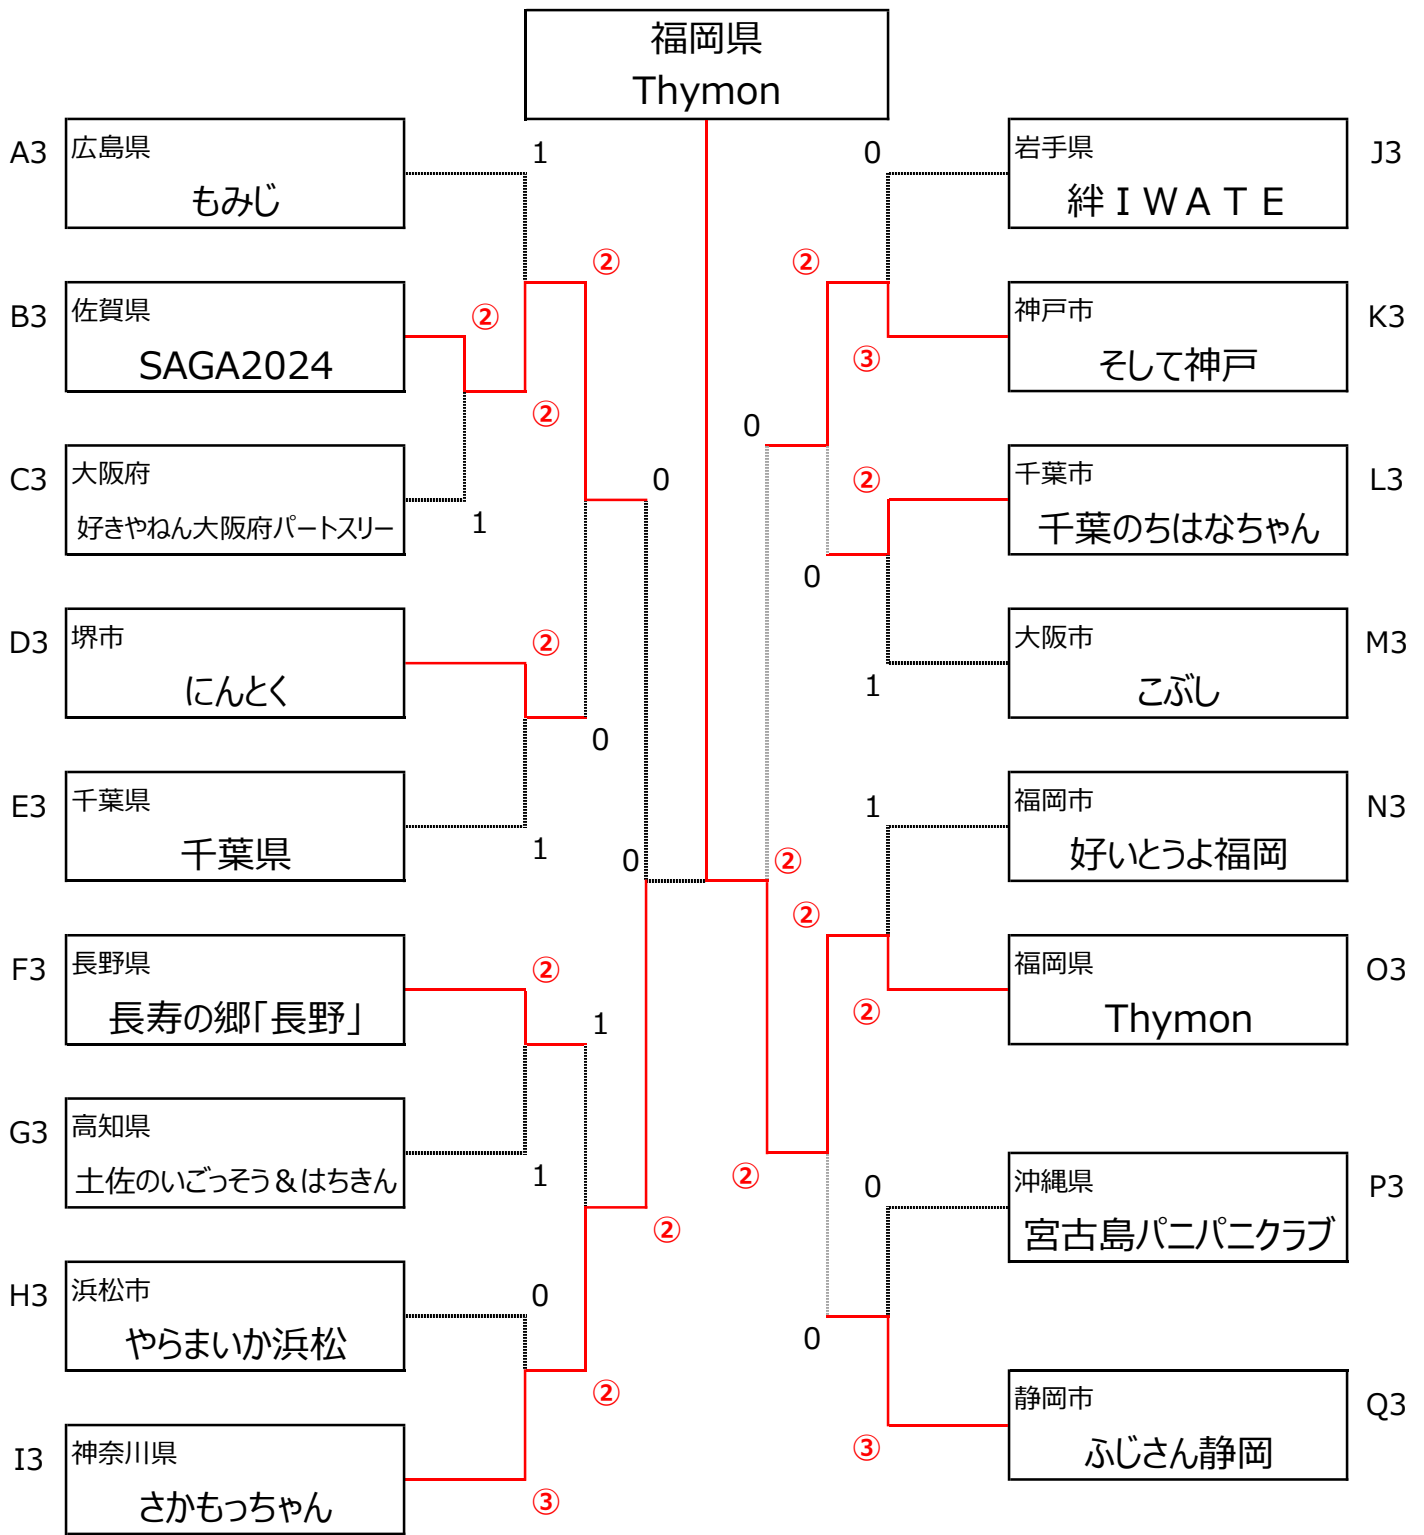 福岡県
Thymon
A3
広島県
もみじ
1
B3
佐賀県
SAGA2024
②
②
②
C3
大阪府
好きやねん大阪府パートスリー
1
0
D3
堺市
にんとく
②
0
E3
千葉県
千葉県
1
0
F3
長野県
長寿の郷「長野」
②
1
G3
高知県
土佐のいごっそう＆はちきん
1
②
H3
浜松市
やらまいか浜松
0
②
I3
神奈川県
さかもっちゃん
③
0
岩手県
絆ＩＷＡＴＥ
J3
②
③
神戸市
そして神戸
K3
0
②
千葉市
千葉のちはなちゃん
L3
0
1
大阪市
こぶし
M3
1
福岡市
好いとうよ福岡
N3
②
②
②
福岡県
Thymon
O3
②
0
沖縄県
宮古島パニパニクラブ
P3
0
③
静岡市
ふじさん静岡
Q3